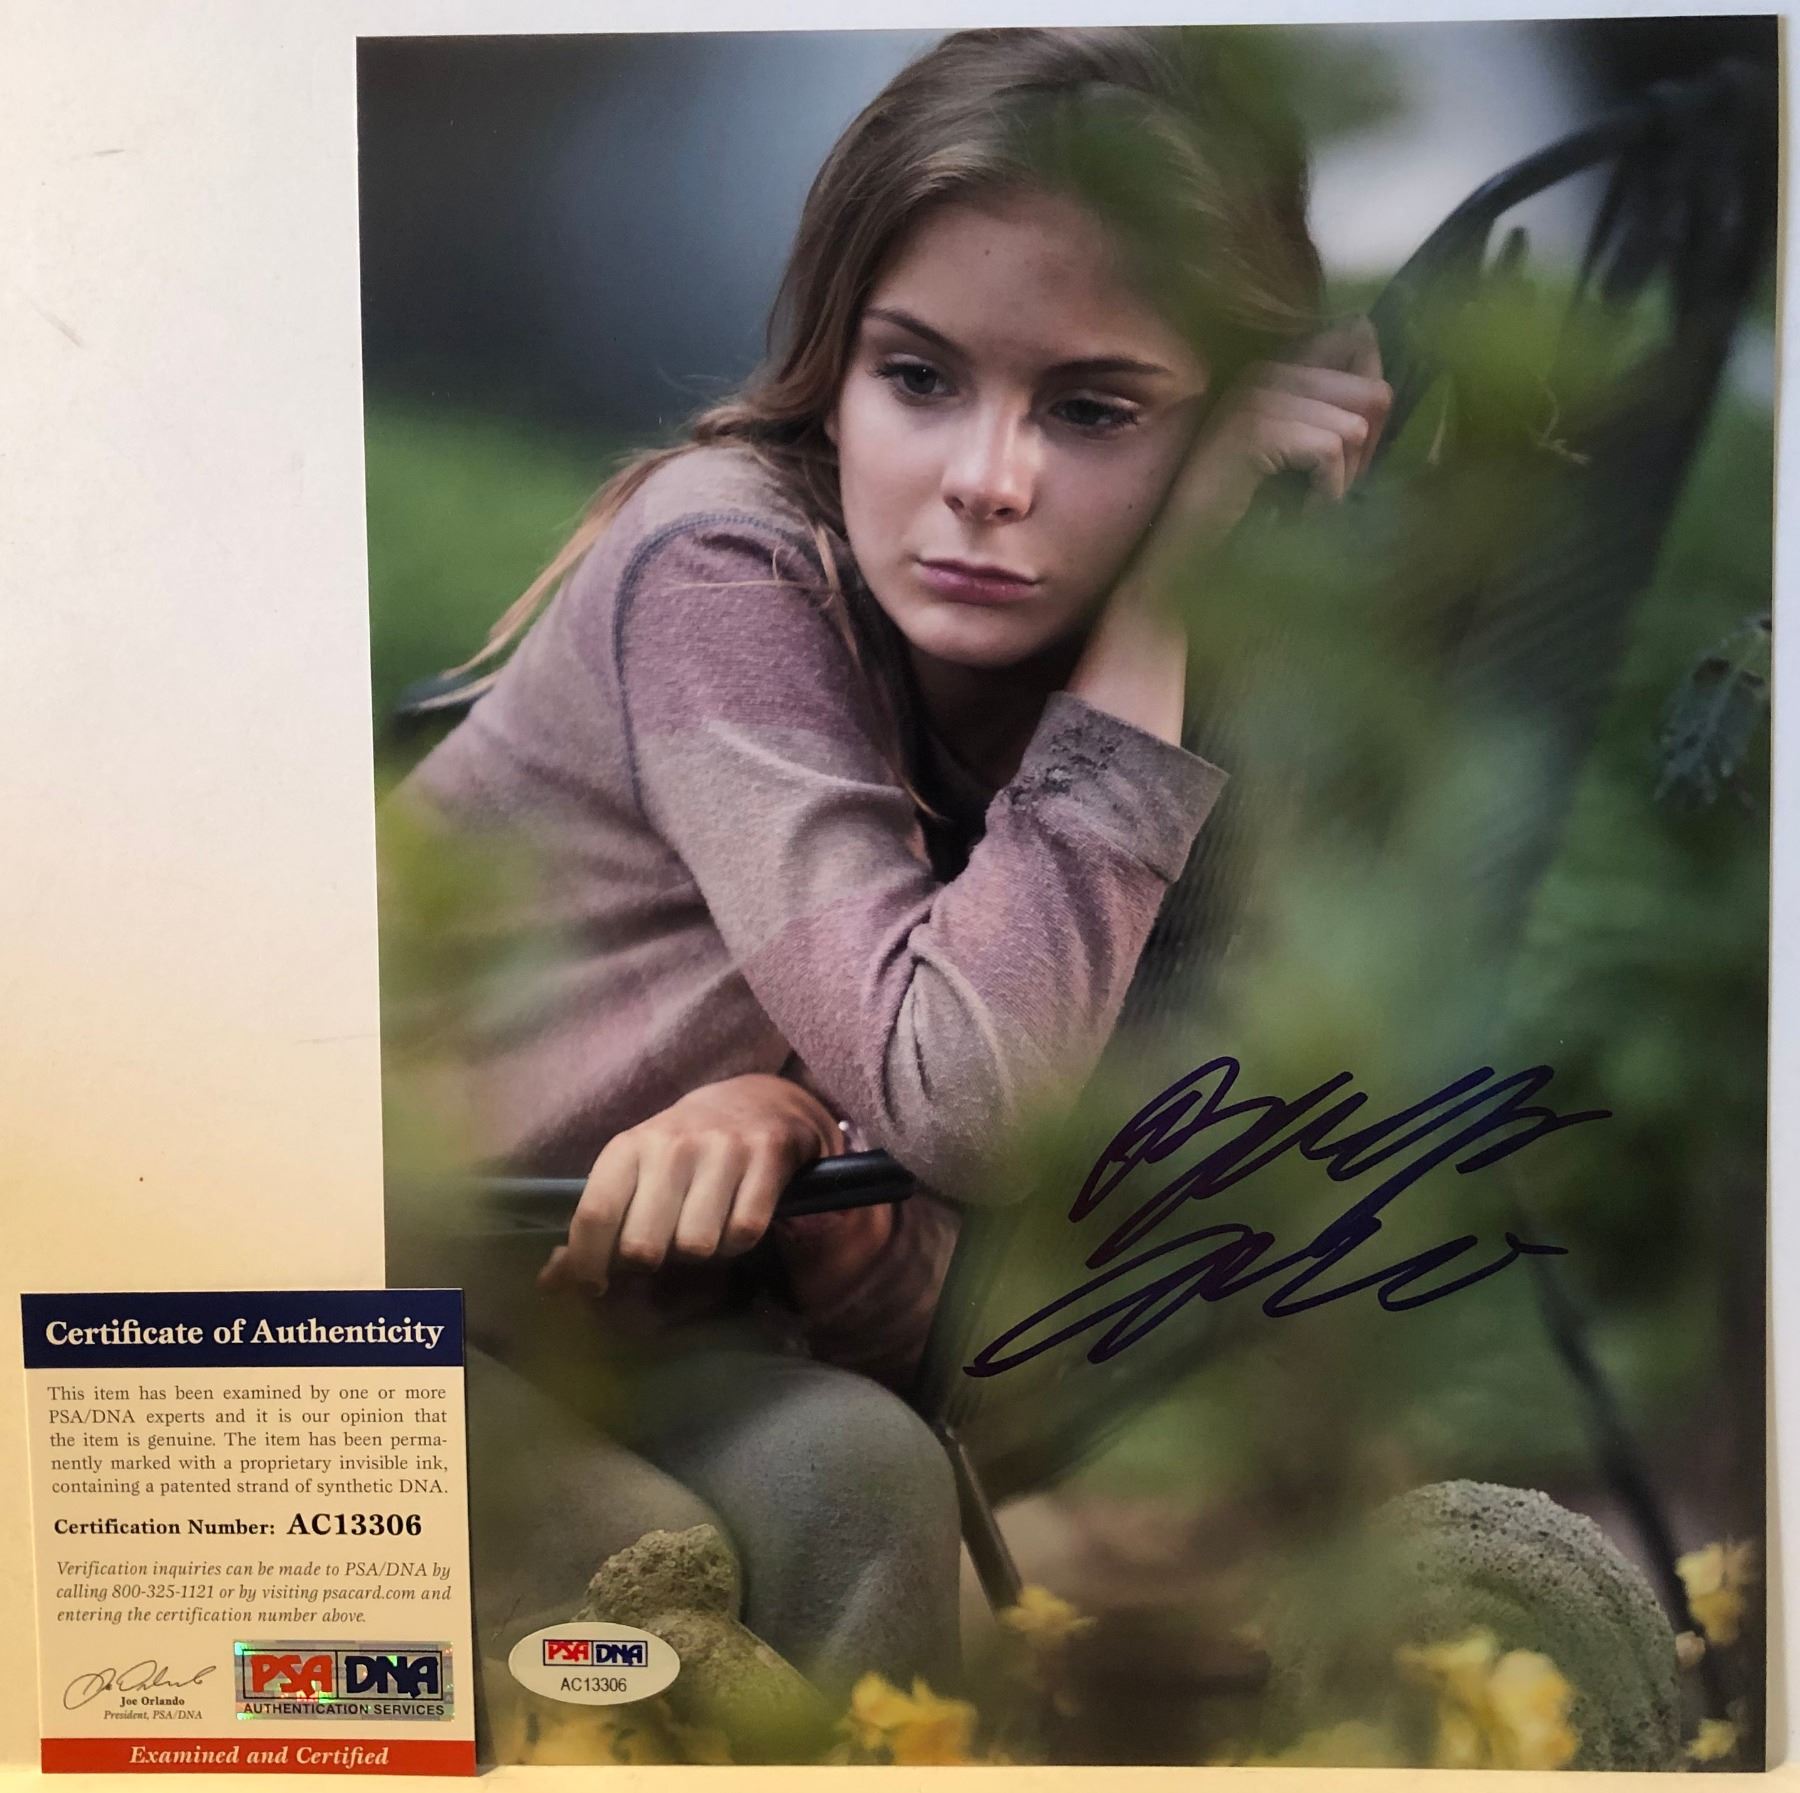 Certificate of Authenticity
This item has been examined by one or more
PSA/DNA experts and it is our opinion that
the item is genuine. The item has been perma-
nently marked with a proprietary invisible ink,
containing a patented strand of synthetic DNA.
Certification Number: AC13306
Verification inquiries can be made to PSA/DNA by
calling 800-325-1121 or by visiting psacard.com and
entering the certification number above.
Joe Orlando
President, PSA/DNA
PSA DNA
AUTHENTICATION SERVICES
Examined and Certified
PSA DNA
AC13306